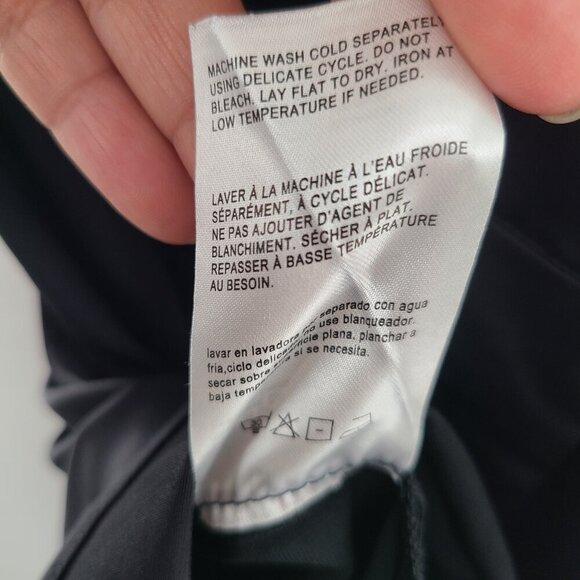 MACHINE WASH COLD SEPARATELY
USING DELICATE CYCLE. DO NOT
BLEACH. LAY FLAT TO DRY. IRON AT
LOW TEMPERATURE IF NEEDED.
LAVER À LA MACHINE À L'EAU FROIDE
SÉPARÉMENT, À CYCLE DÉLICAT.
NE PAS AJOUTER D'AGENT DE
BLANCHIMENT. SÉCHER À PLAT.
REPASSER À BASSE TEMPÉRATURE
AU BESOIN.
lavar en lavadora por separado con agua
fria,ciclo no use blanqueador.
secar sobre plana, planchar a
baja si se necesita.